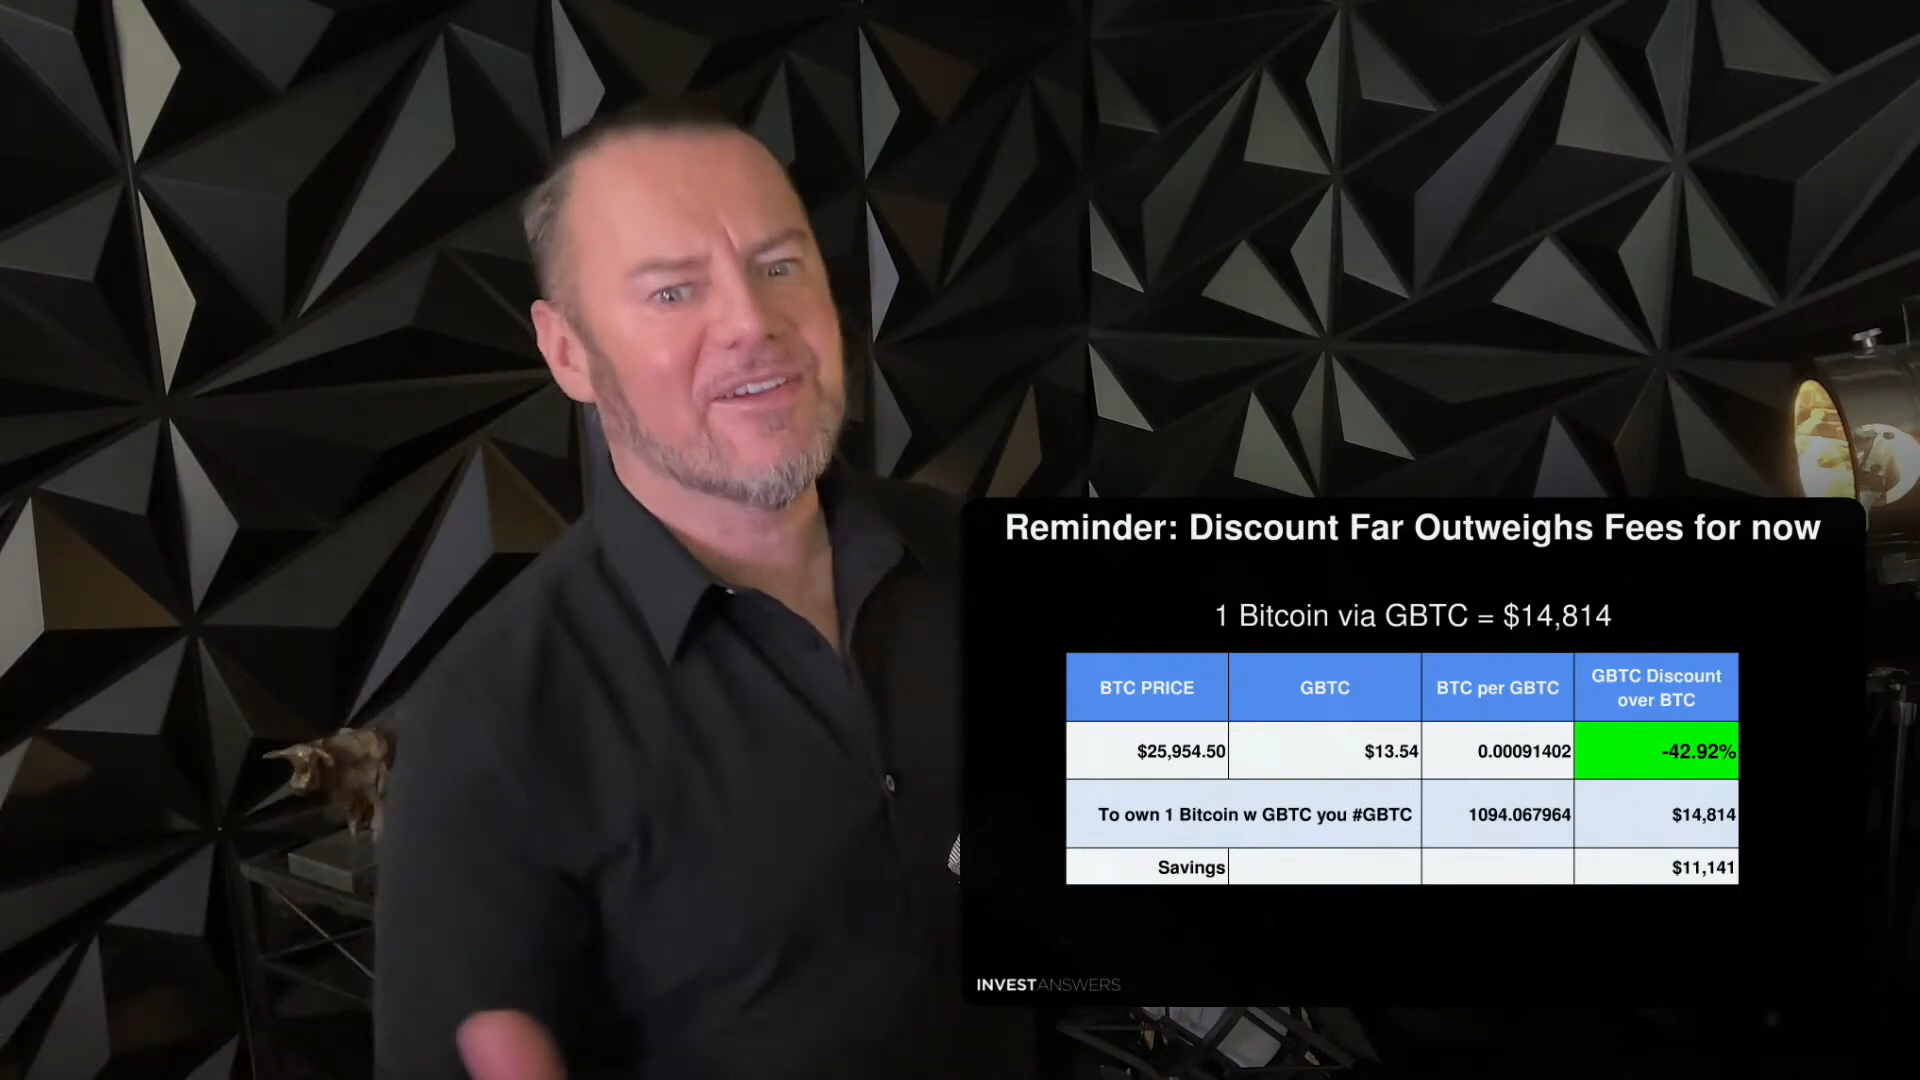 Reminder: Discount Far Outweighs Fees for now
1 Bitcoin via GBTC = $14,814
BTC PRICE GBTC BTC per GBTC GBTC Discount over BTC
$25,954.50 $13.54 0.00091402 -42.92%
To own 1 Bitcoin w GBTC you #GBTC 1094.067964 $14,814
Savings $11,141
INVESTANSWERS